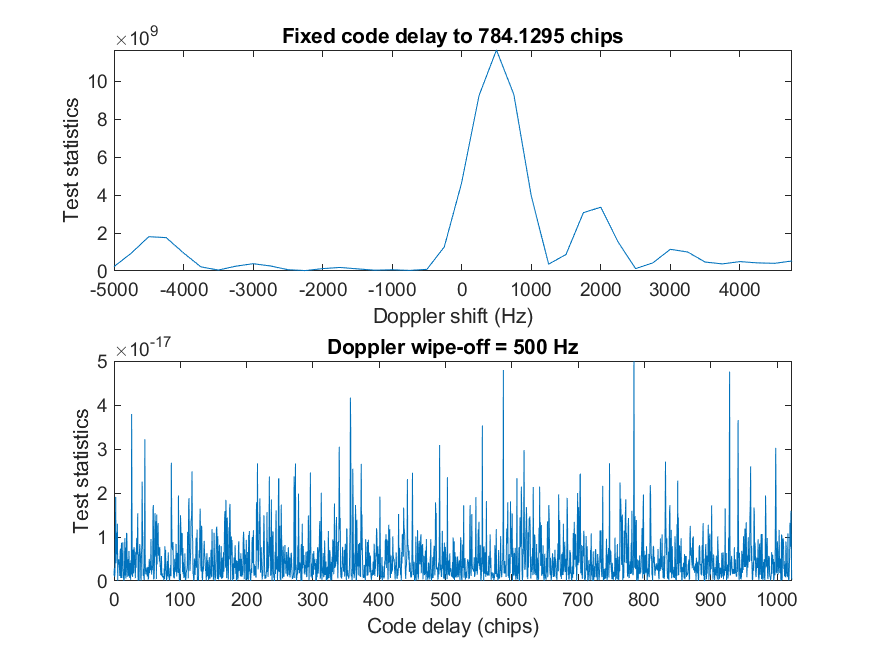 ×10⁹
Fixed code delay to 784.1295 chips
Test statistics
10
8
6
4
2
0
-5000 -4000 -3000 -2000 -1000 0 1000 2000 3000 4000
Doppler shift (Hz)
×10⁻¹⁷
Doppler wipe-off = 500 Hz
Test statistics
5
4
3
2
1
0
0 100 200 300 400 500 600 700 800 900 1000
Code delay (chips)